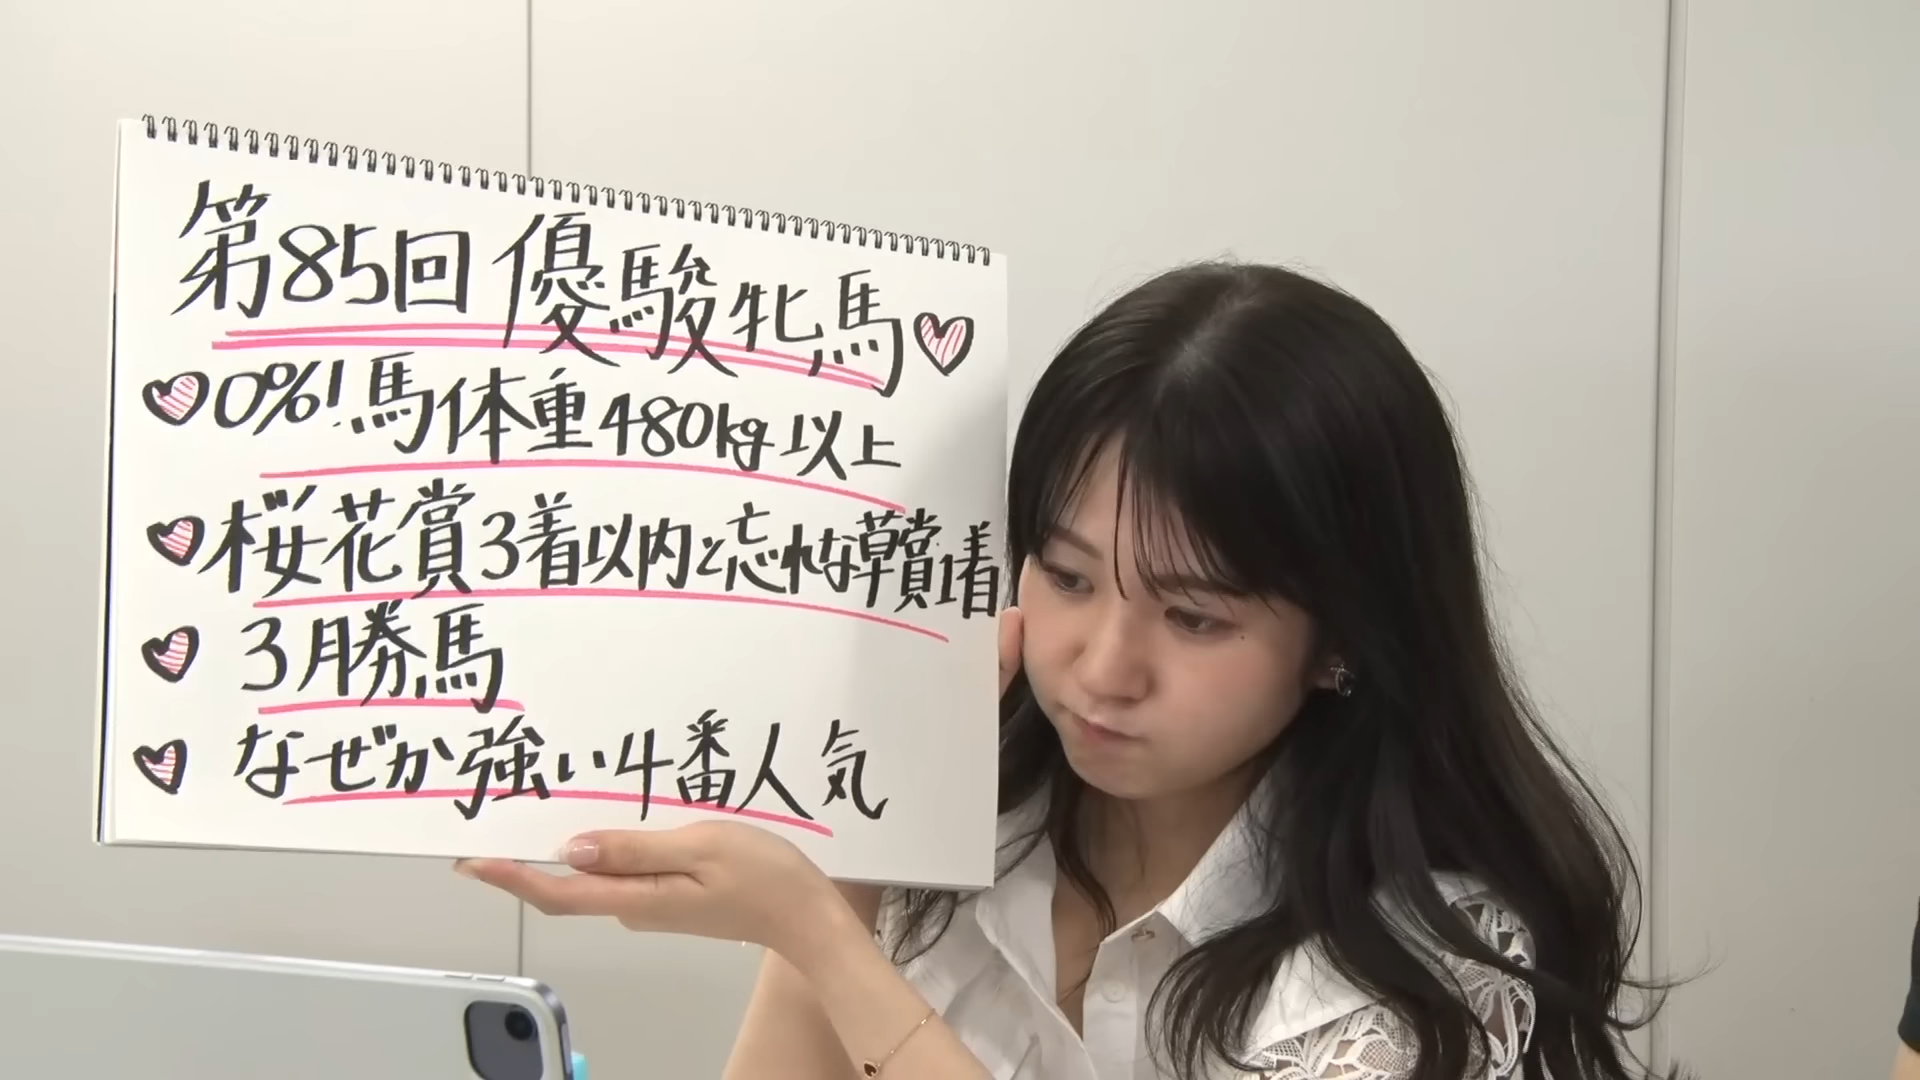 第85回優駿牝馬
0%!馬体重480kg以上
桜花賞3着以内と忘れな草賞1着
3勝馬
なぜか強い4番人気